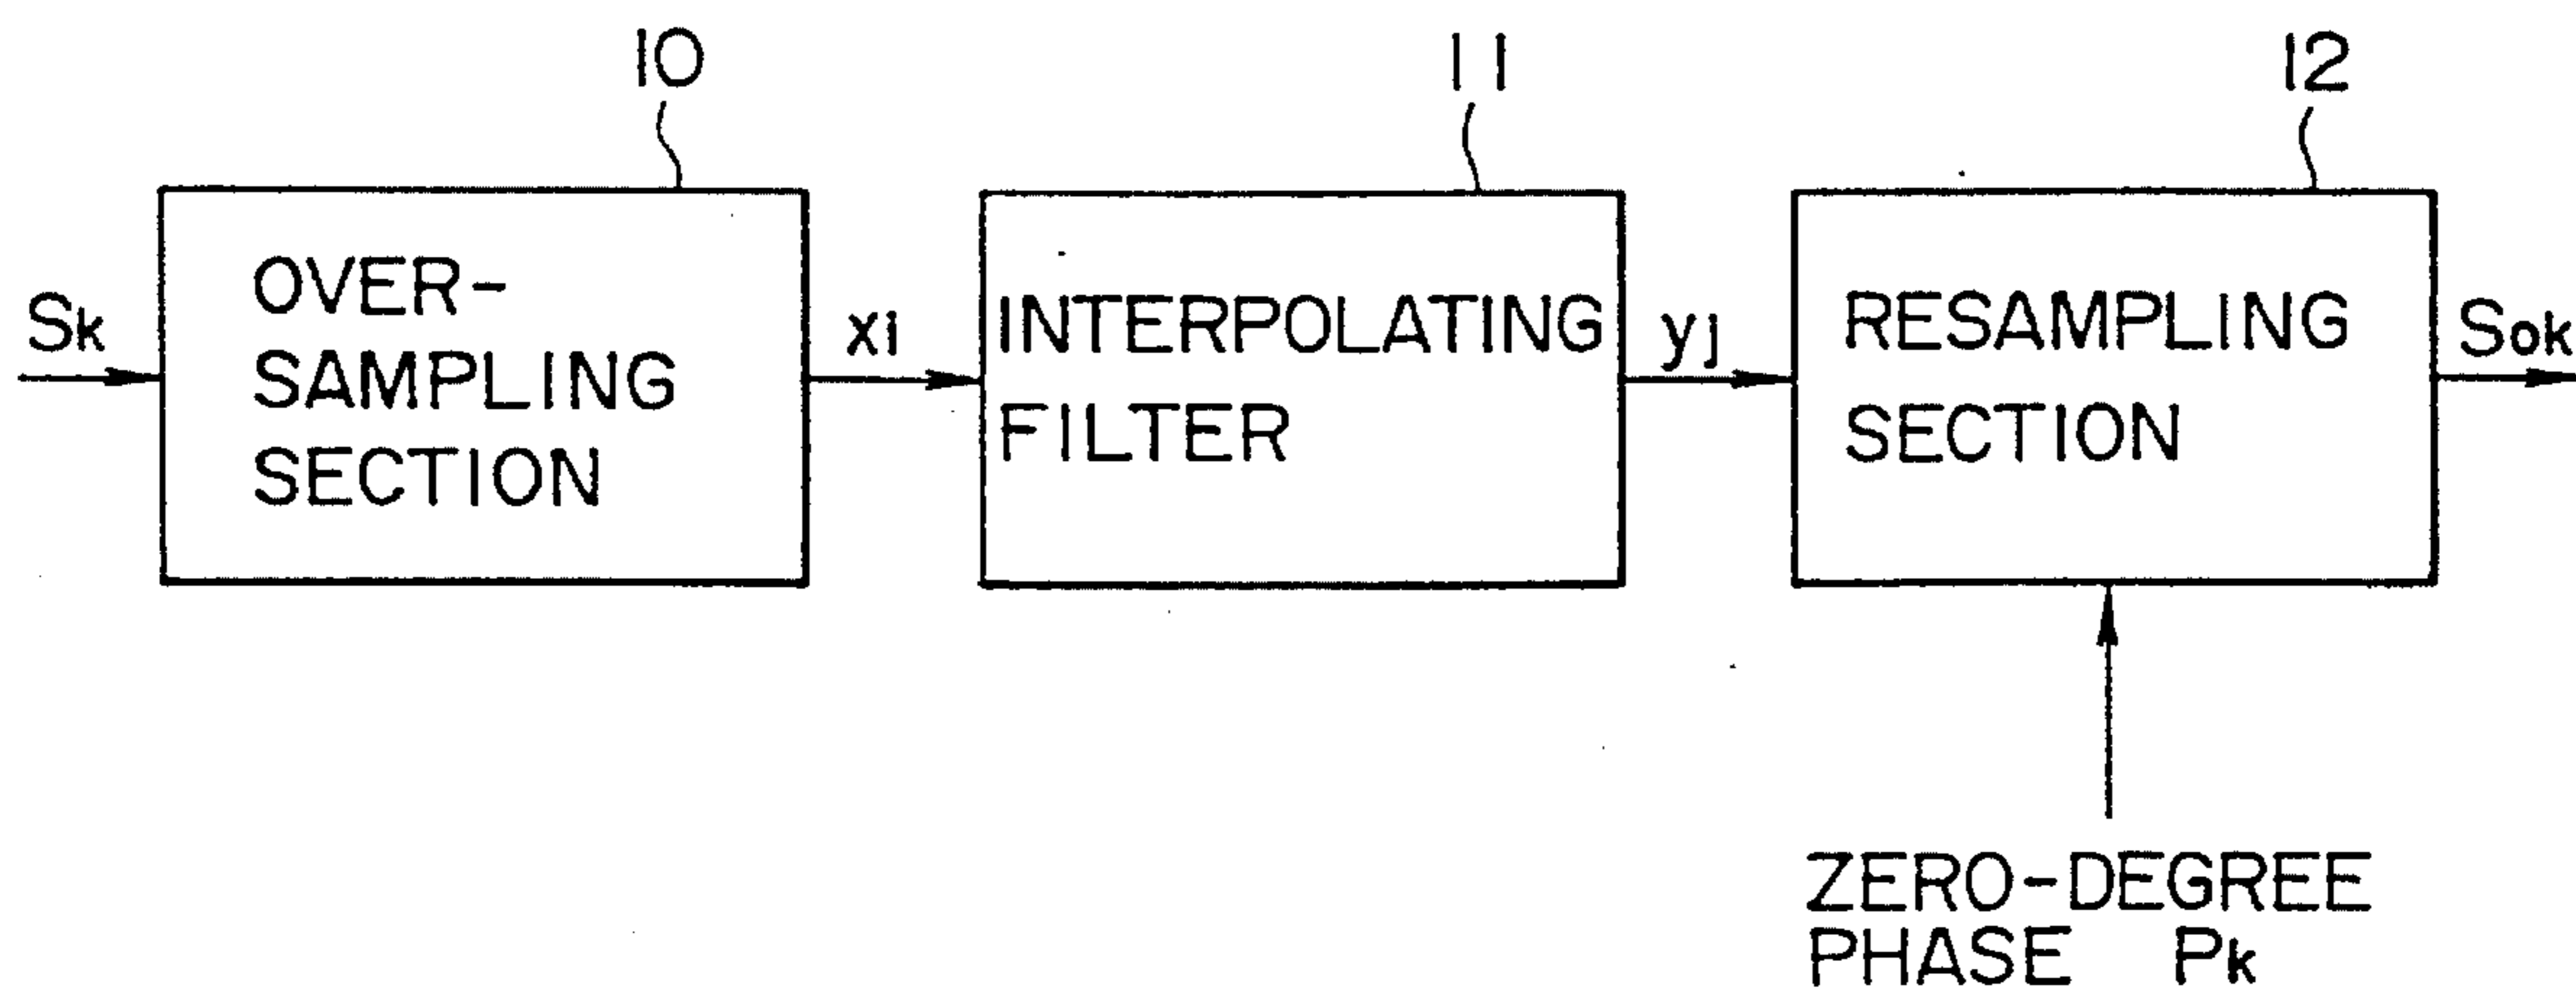 10
11
12
Sk
OVER-
SAMPLING
SECTION
xi
INTERPOLATING
FILTER
yj
RESAMPLING
SECTION
Sok
ZERO-DEGREE
PHASE Pk